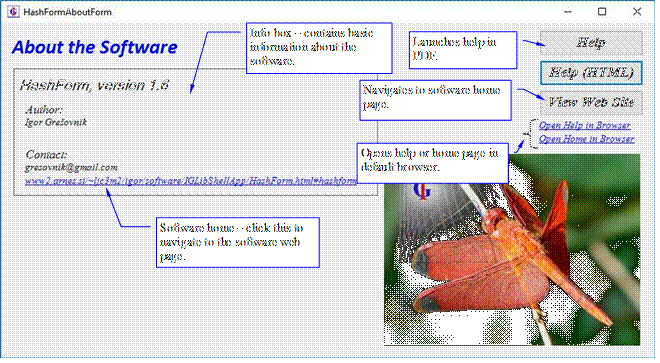 HashFormAboutForm
About the Software
HashForm, version 1.6
Author:
Igor Grešovnik
Contact:
gresovnik@gmail.com
www2.arnes.si/~ljc3m2/igor/software/IGLibShellApp/HashForm.html#hashform
Info box -- contains basic
information about the
software.
Launches help in
PDF.
Navigates to software home
page.
Opens help or home page in
default browser.
Software home -- click this to
navigate to the software web
page.
Help
Help (HTML)
View Web Site
Open Help in Browser
Open Home in Browser